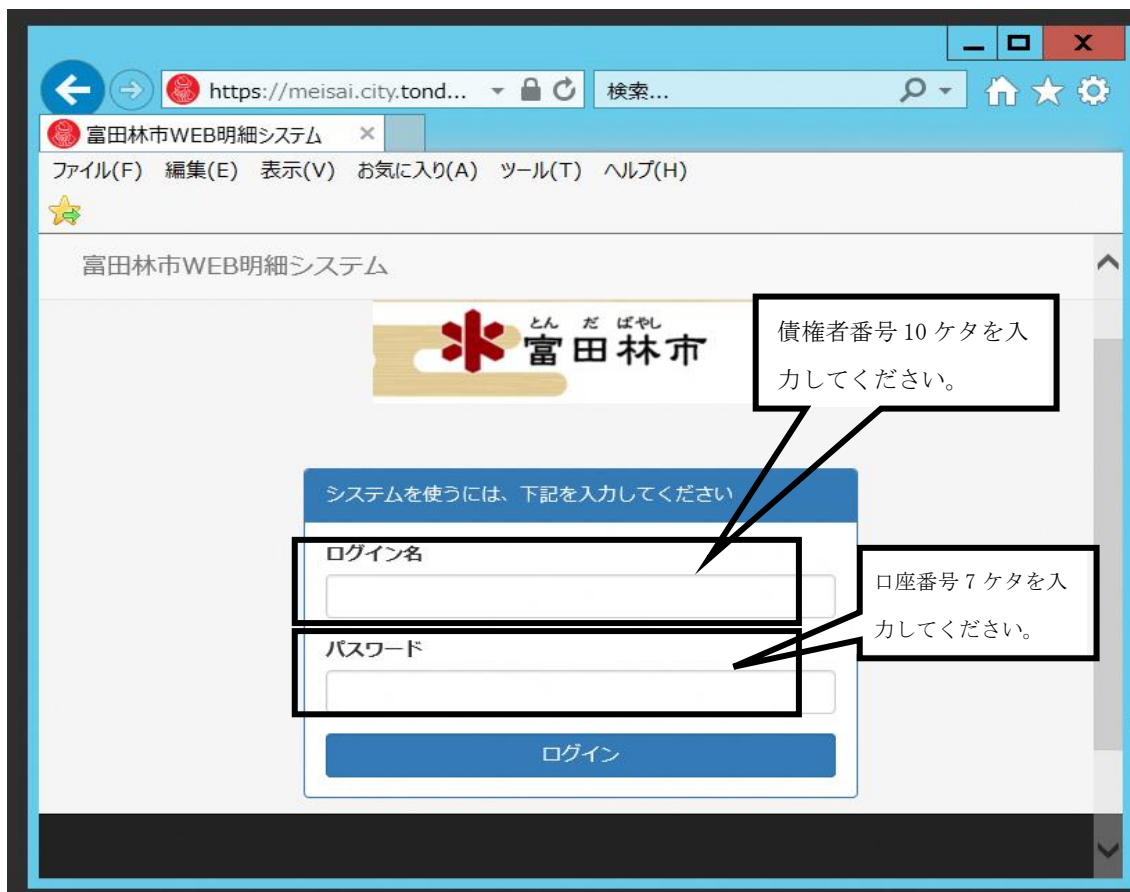 https://meisai.city.tond...
検索...
富田林市WEB明細システム
ファイル(F) 編集(E) 表示(V) お気に入り(A) ツール(T) ヘルプ(H)
富田林市WEB明細システム
とん だ ばやし
富田林市
債権者番号 10 ケタを入
力してください。
システムを使うには、下記を入力してください
ログイン名
口座番号 7 ケタを入
力してください。
パスワード
ログイン